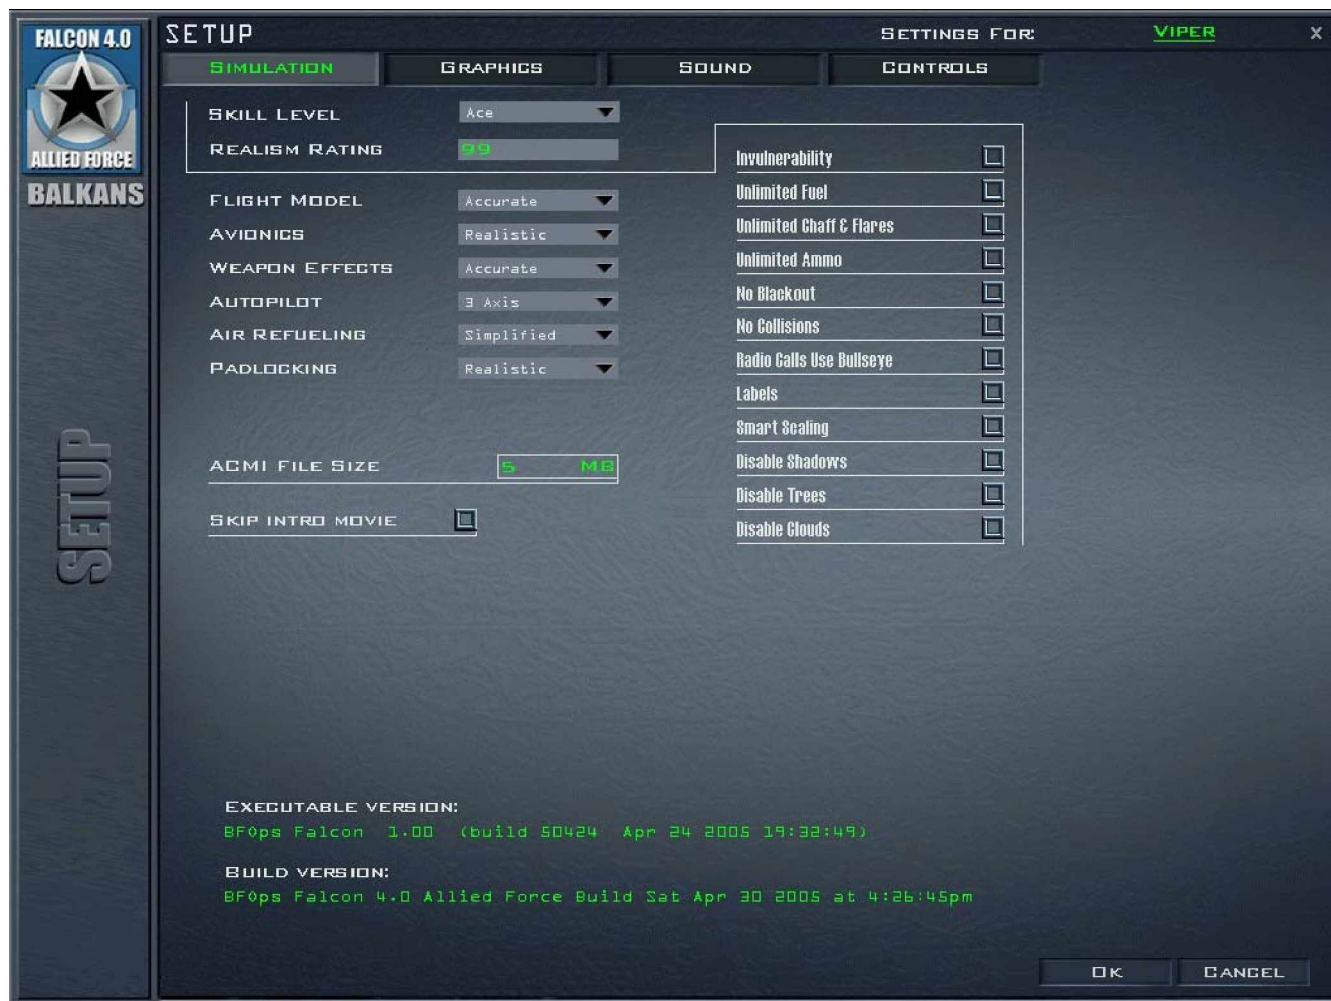 FALCON 4.0
ALLIED FORCE
BALKANS
SETUP
SETUP
SETTINGS FOR:
VIPER
X
SIMULATION
GRAPHICS
SOUND
CONTROLS
SKILL LEVEL
Ace
REALISM RATING
99
FLIGHT MODEL
Accurate
AVIONICS
Realistic
WEAPON EFFECTS
Accurate
AUTOPILOT
3 Axis
AIR REFUELING
Simplified
PADLOCKING
Realistic
ACMI FILE SIZE
5 MB
SKIP INTRO MOVIE
Invulnerability
Unlimited Fuel
Unlimited Chaff & Flares
Unlimited Ammo
No Blackout
No Collisions
Radio Calls Use Bullseye
Labels
Smart Scaling
Disable Shadows
Disable Trees
Disable Clouds
EXECUTABLE VERSION:
BFOps Falcon 1.00 (build 50424 Apr 24 2005 19:32:49)
BUILD VERSION:
BFOps Falcon 4.0 Allied Force Build Sat Apr 30 2005 at 4:26:45pm
OK
CANCEL